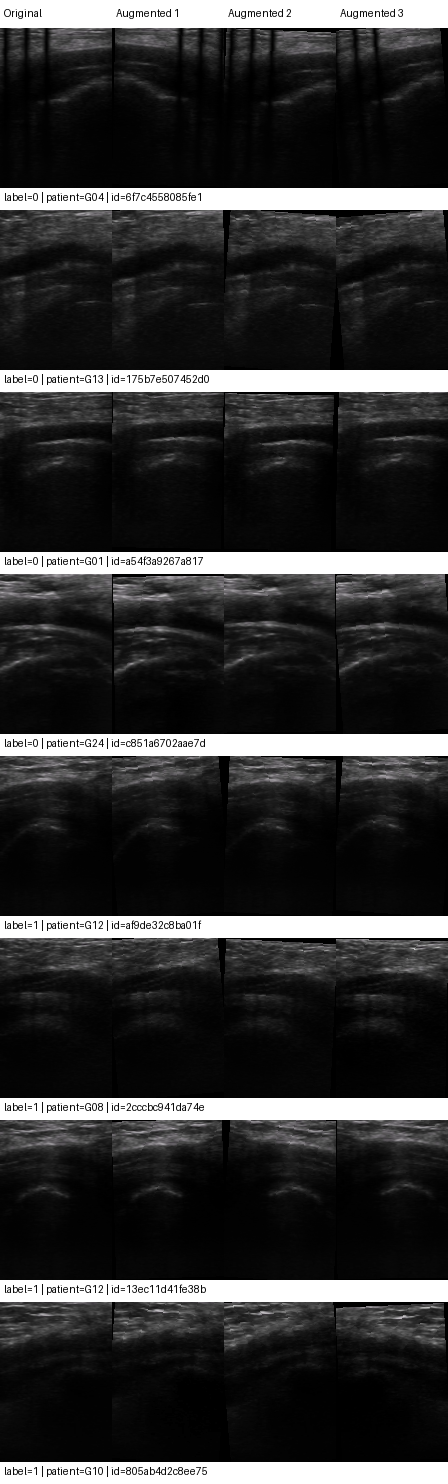 Original Augmented 1 Augmented 2 Augmented 3
label=0 | patient=G04 | id=6f7c4558085fe1
label=0 | patient=G13 | id=175b7e507452d0
label=0 | patient=G01 | id=a54f3a9267a817
label=0 | patient=G24 | id=c851a6702aae7d
label=1 | patient=G12 | id=af9de32c8ba01f
label=1 | patient=G08 | id=2cccbc941da74e
label=1 | patient=G12 | id=13ec11d41fe38b
label=1 | patient=G10 | id=805ab4d2c8ee75